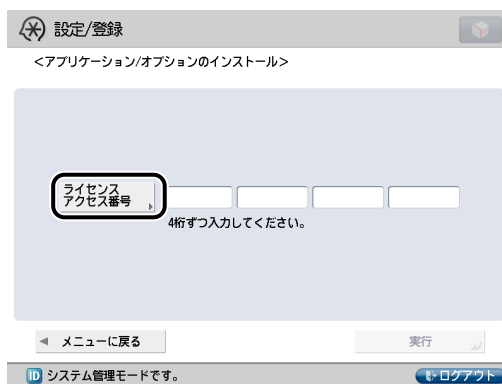 設定/登録
<アプリケーション/オプションのインストール>
ライセンス
アクセス番号
4桁ずつ入力してください。
メニューに戻る
実行
ID システム管理モードです。
ログアウト